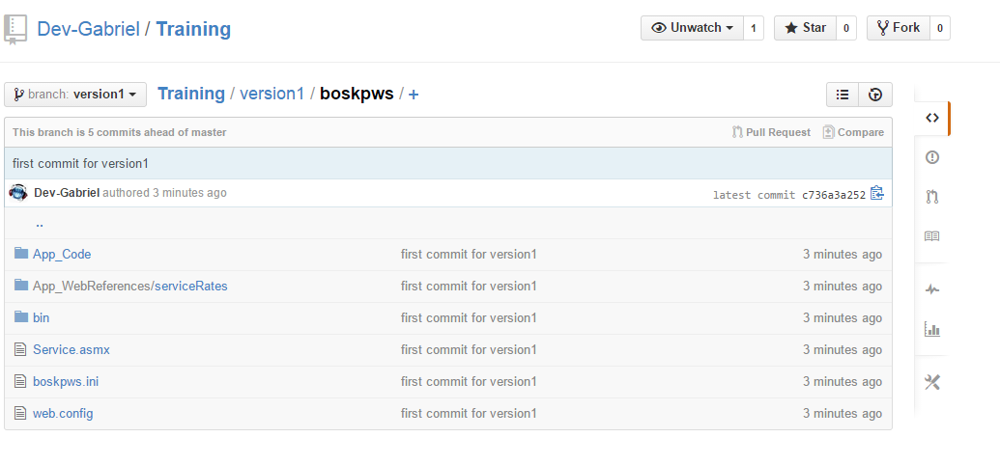 Dev-Gabriel / Training Unwatch 1 Star 0 Fork 0
branch: version1 Training / version1 / boskpws / +
This branch is 5 commits ahead of master Pull Request Compare
first commit for version1
Dev-Gabriel authored 3 minutes ago latest commit c736a3a252
..
App_Code first commit for version1 3 minutes ago
App_WebReferences/serviceRates first commit for version1 3 minutes ago
bin first commit for version1 3 minutes ago
Service.asmx first commit for version1 3 minutes ago
boskpws.ini first commit for version1 3 minutes ago
web.config first commit for version1 3 minutes ago